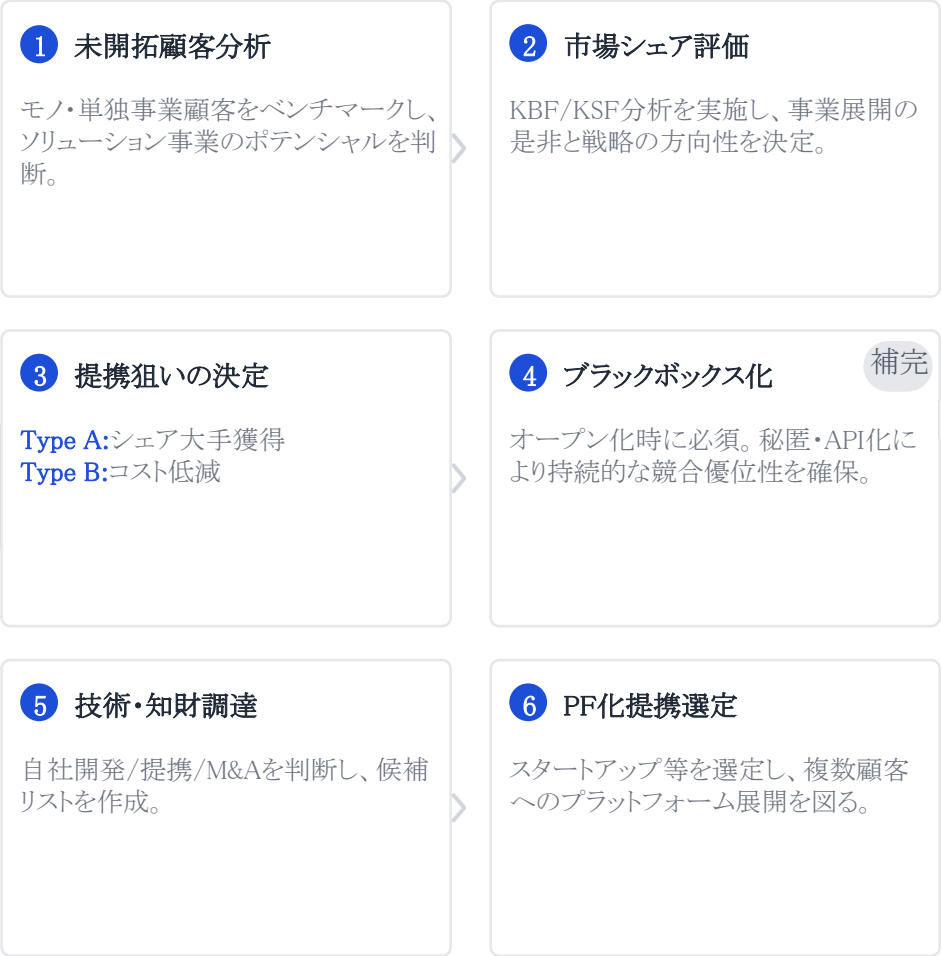 1 未開拓顧客分析
モノ・単独事業顧客をベンチマークし、
ソリューション事業のポテンシャルを判
断。
2 市場シェア評価
KBF/KSF分析を実施し、事業展開の
是非と戦略の方向性を決定。
3 提携狙いの決定
Type A:シェア大手獲得
Type B:コスト低減
4 ブラックボックス化
補完
オープン化時に必須。秘匿・API化に
より持続的な競合優位性を確保。
5 技術・知財調達
自社開発/提携/M&Aを判断し、候補
リストを作成。
6 PF化提携選定
スタートアップ等を選定し、複数顧客
へのプラットフォーム展開を図る。